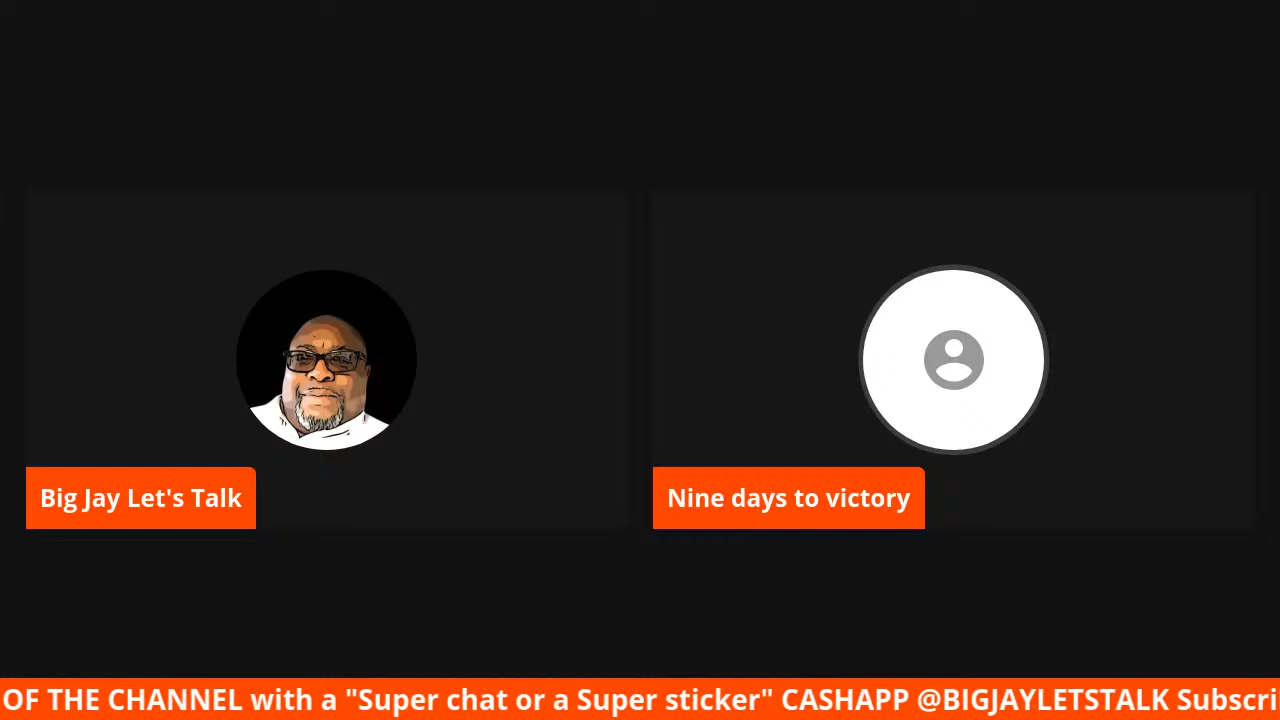 Big Jay Let's Talk
Nine days to victory
OF THE CHANNEL with a "Super chat or a Super sticker" CASHAPP @BIGJAYLETSTALK Subscri